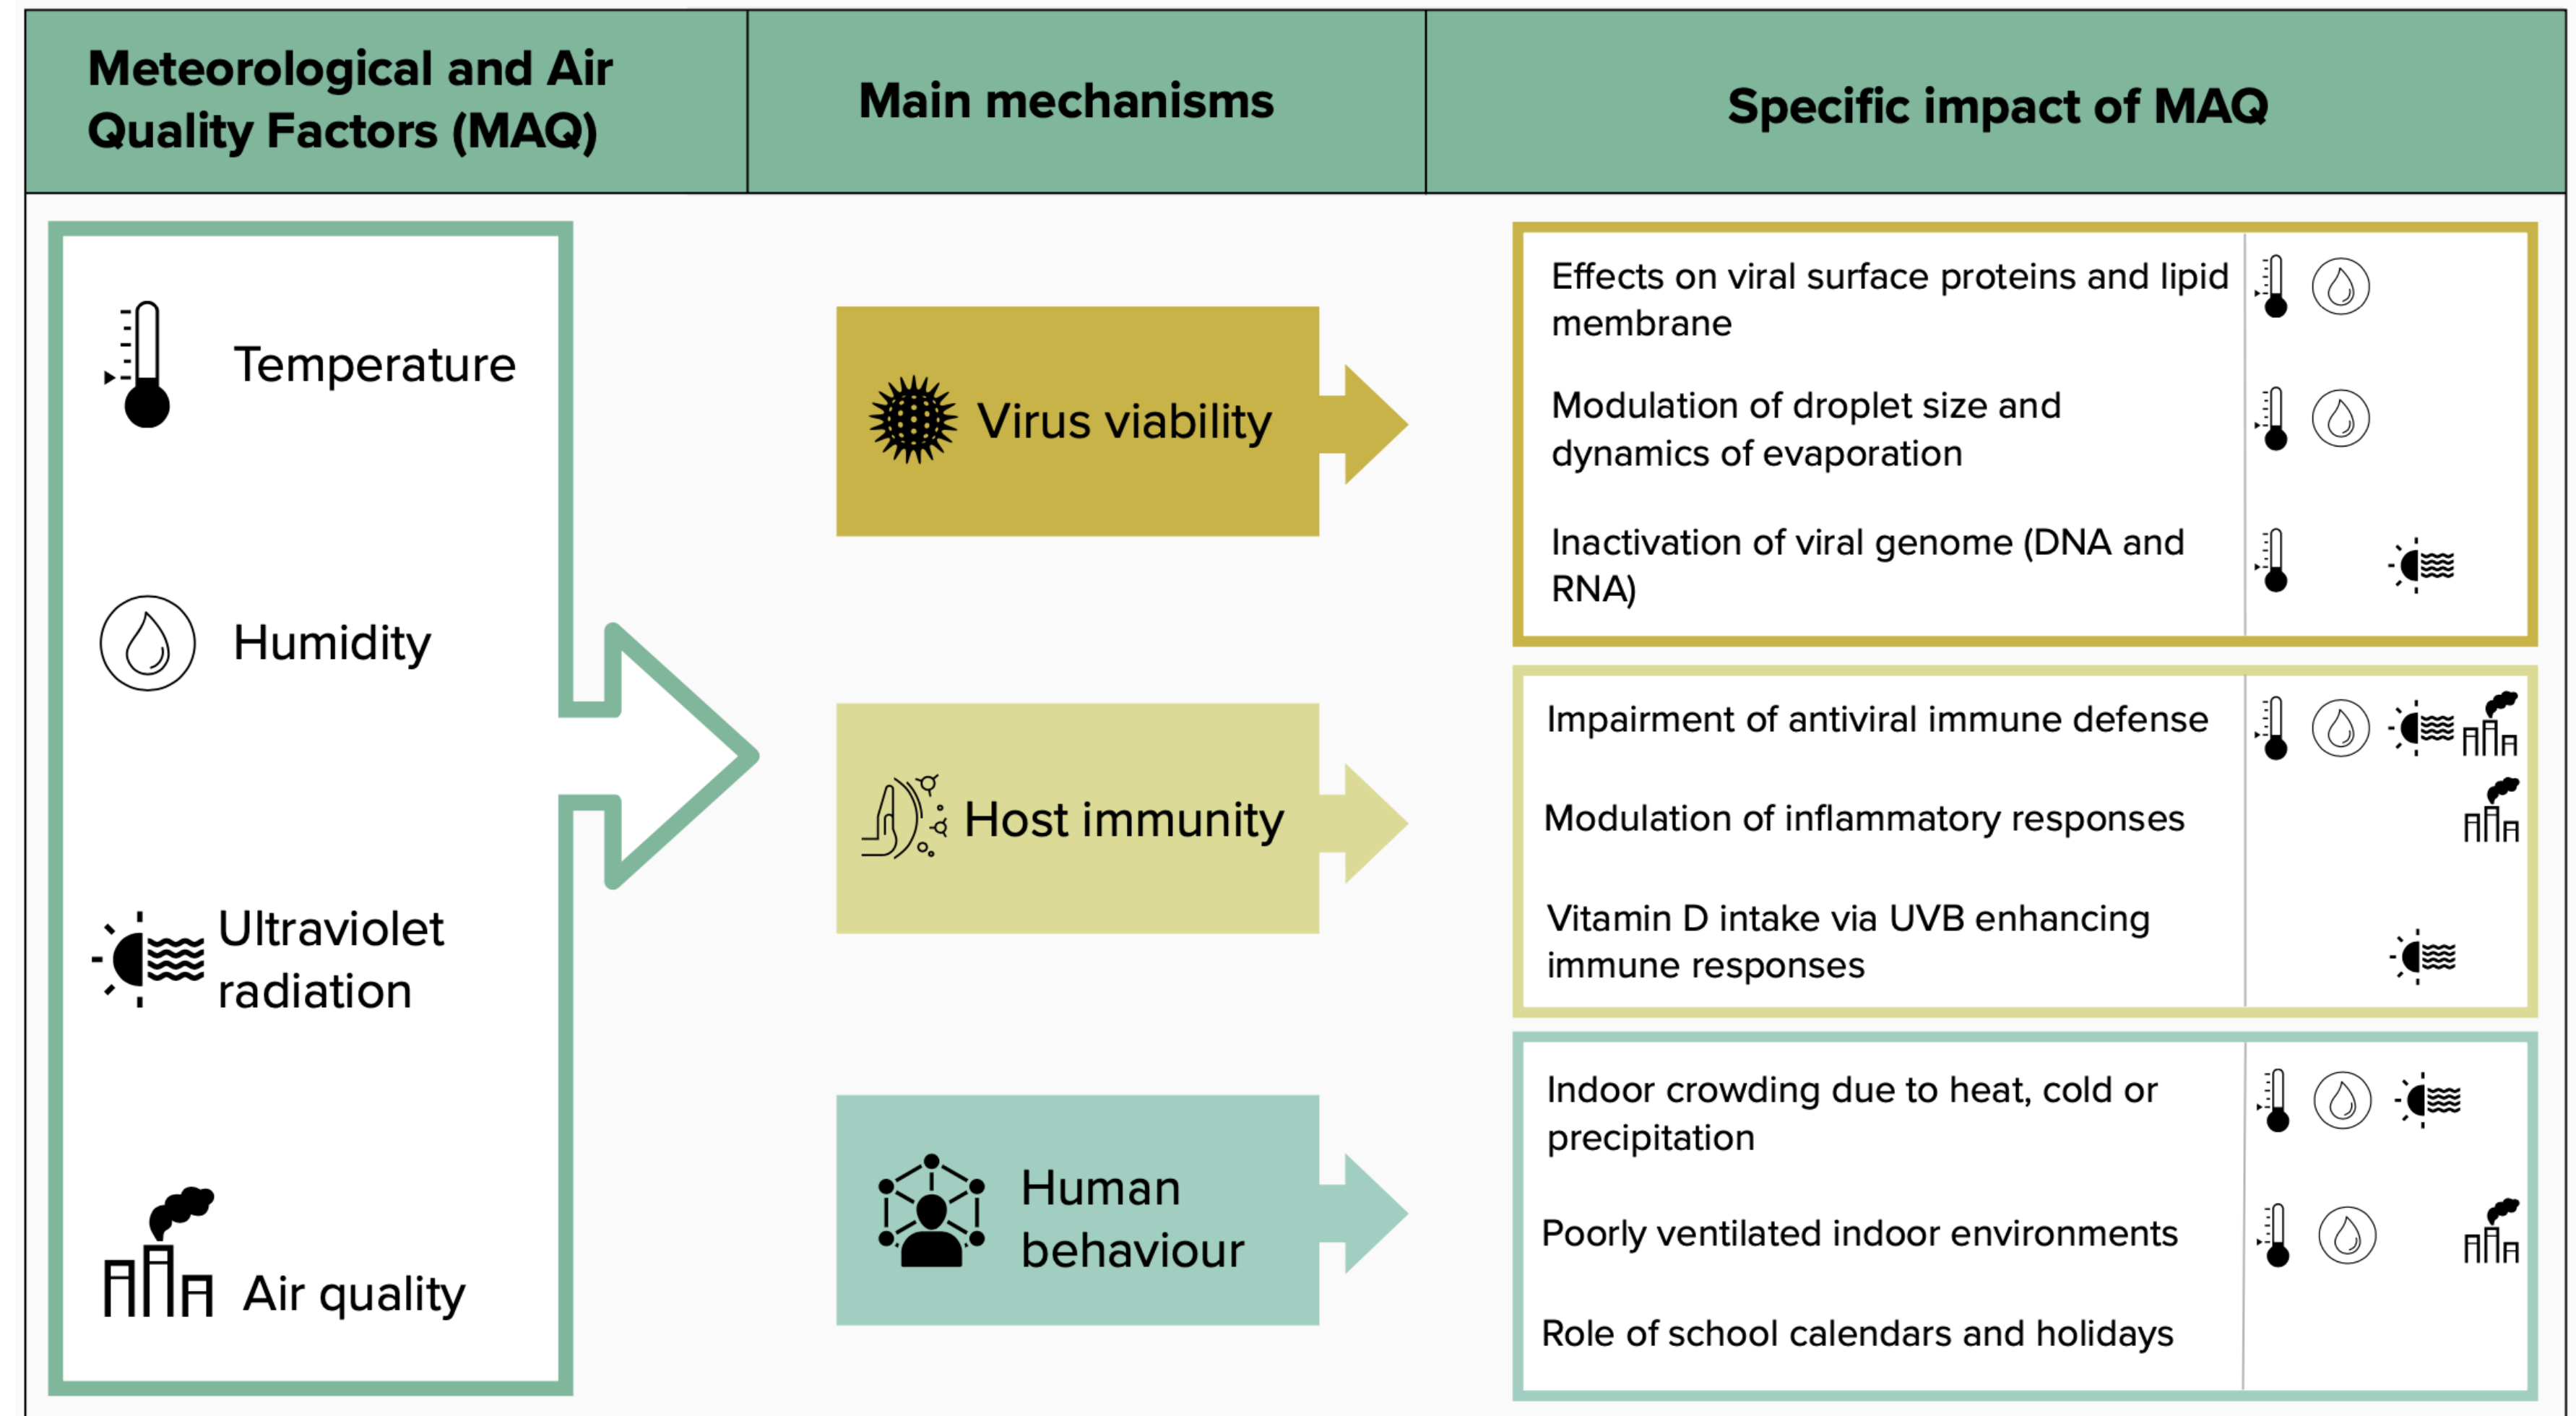 Meteorological and Air
Quality Factors (MAQ)
Main mechanisms
Specific impact of MAQ
Temperature
Humidity
Ultraviolet
radiation
Air quality
Virus viability
Host immunity
Human
behaviour
Effects on viral surface proteins and lipid
membrane
Modulation of droplet size and
dynamics of evaporation
Inactivation of viral genome (DNA and
RNA)
Impairment of antiviral immune defense
Modulation of inflammatory responses
Vitamin D intake via UVB enhancing
immune responses
Indoor crowding due to heat, cold or
precipitation
Poorly ventilated indoor environments
Role of school calendars and holidays